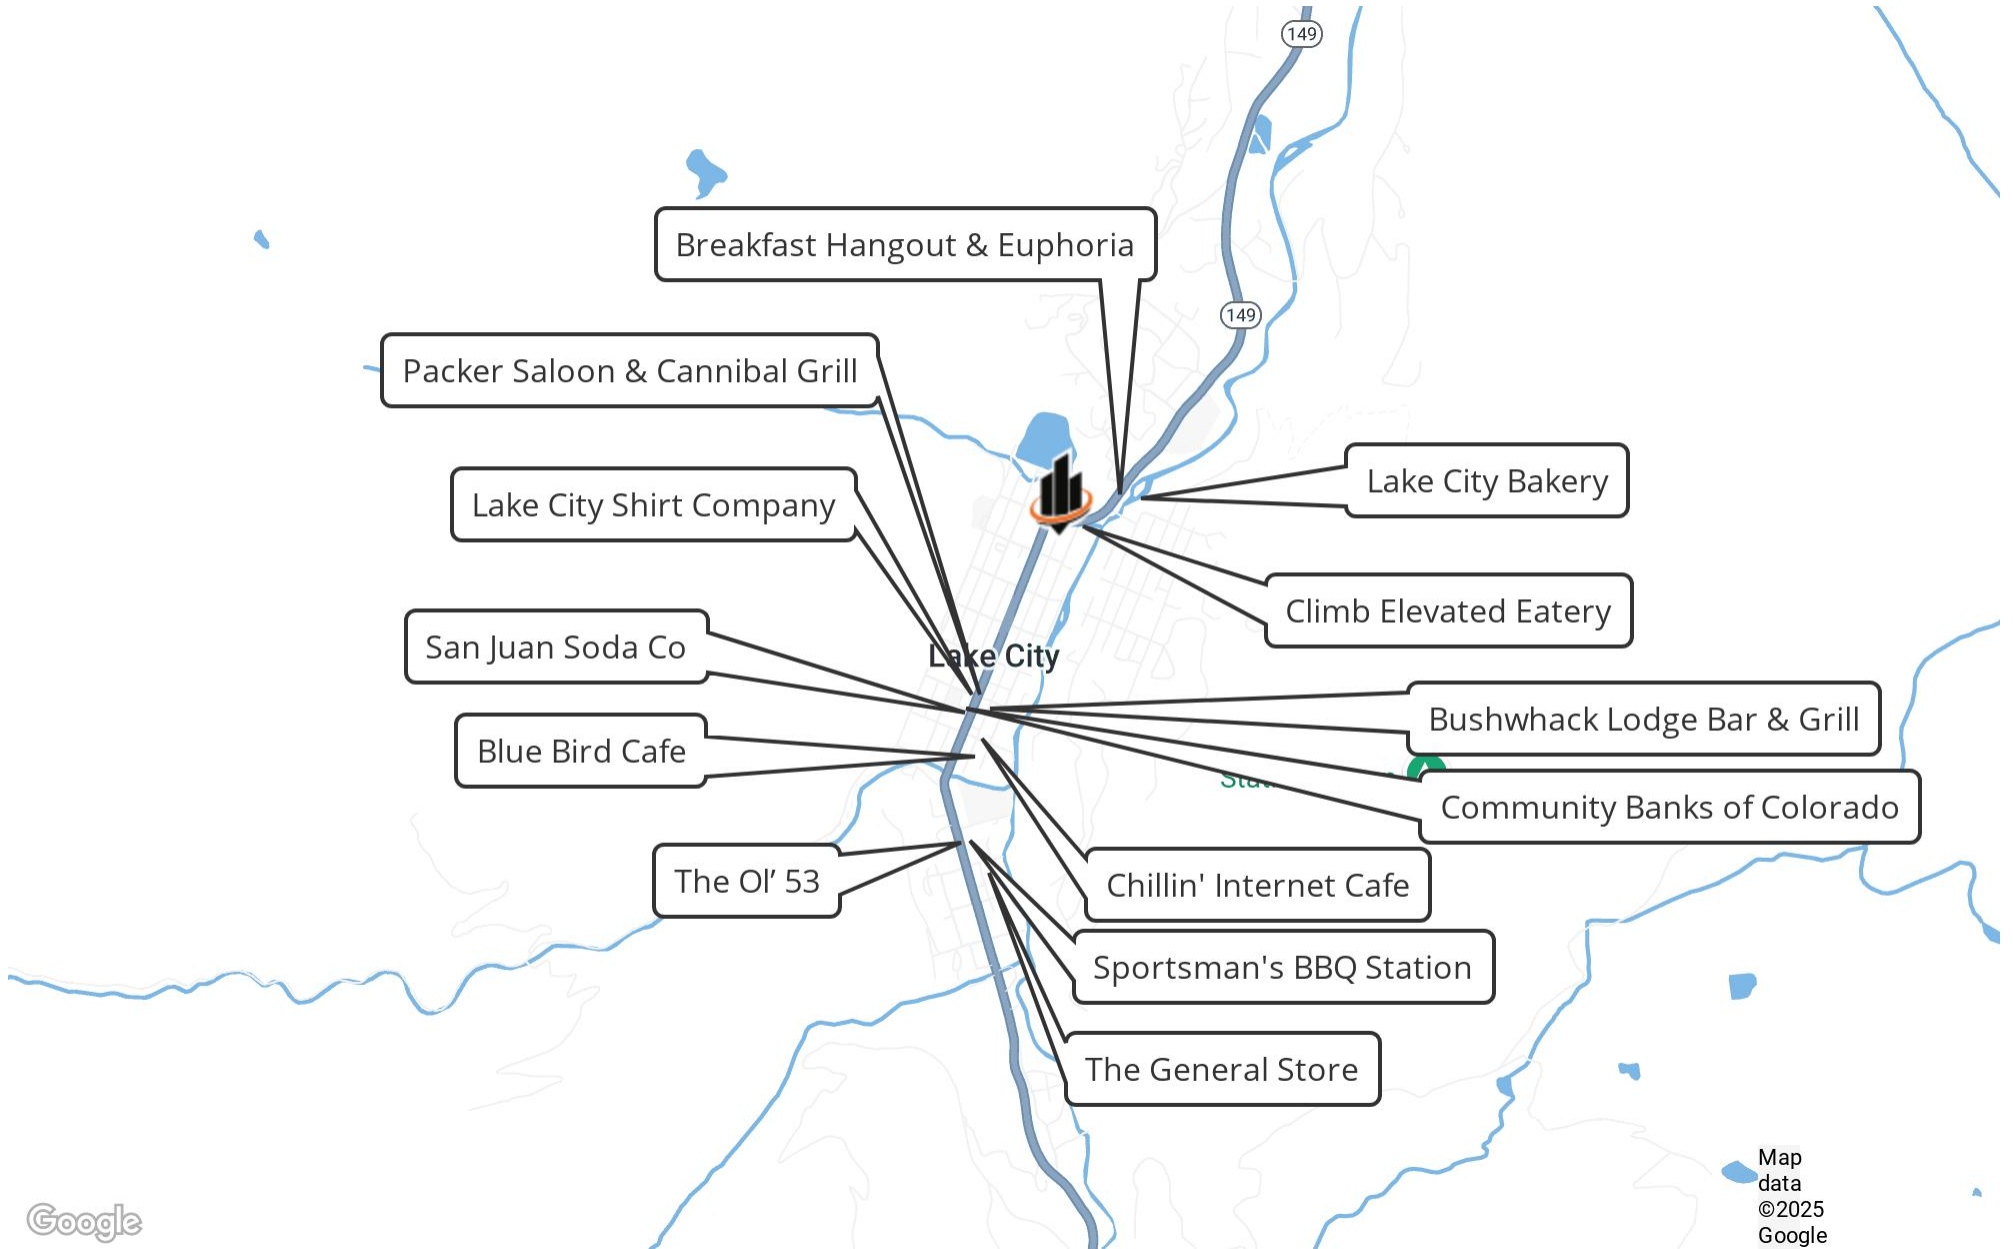 149
Breakfast Hangout & Euphoria
149
Packer Saloon & Cannibal Grill
Lake City Bakery
Lake City Shirt Company
Climb Elevated Eatery
San Juan Soda Co
Lake City
Bushwhack Lodge Bar & Grill
Blue Bird Cafe
Community Banks of Colorado
The Ol’ 53
Chillin' Internet Cafe
Sportsman's BBQ Station
The General Store
Map
data
©2025
Google
Google